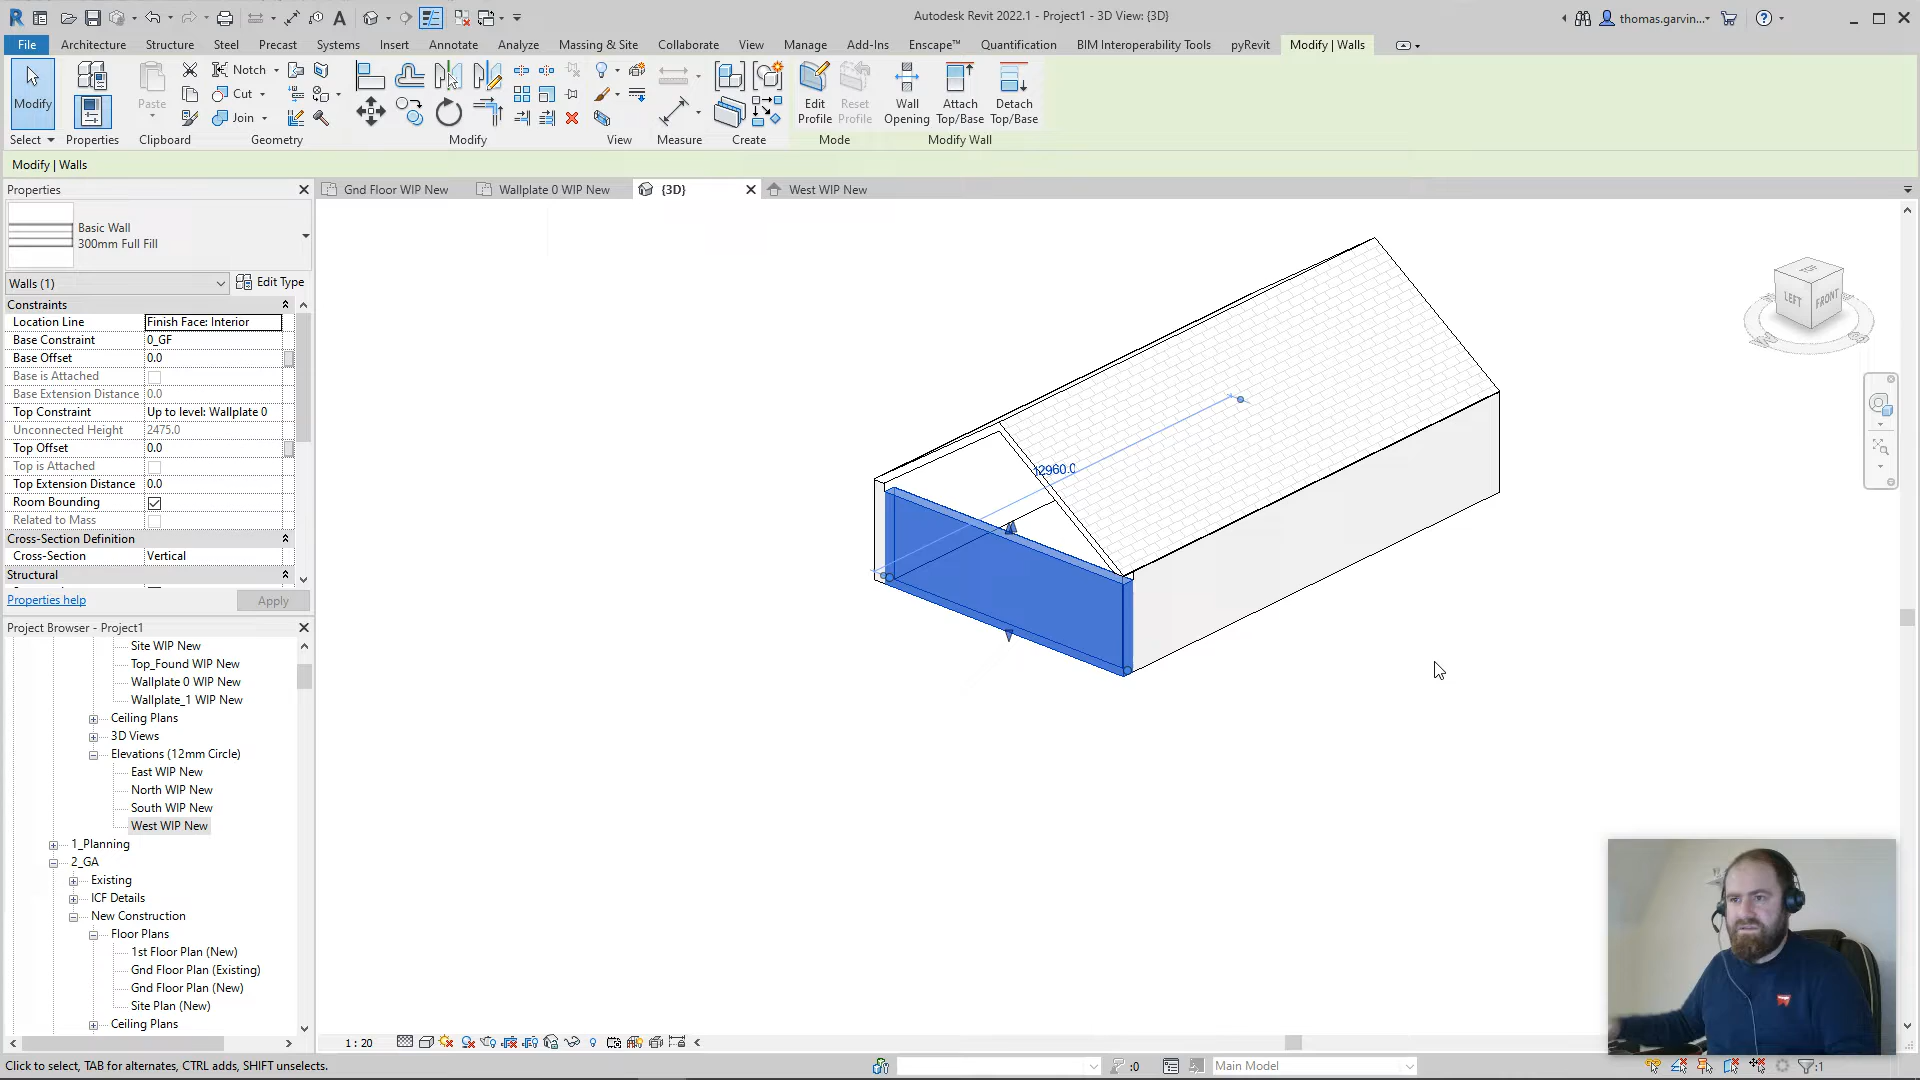 Autodesk Revit 2022.1 - Project1 - 3D View: {3D}
thomas.garvin...
File Architecture Structure Steel Precast Systems Insert Annotate Analyze Massing & Site Collaborate View Manage Add-Ins Enscape™ Quantification BIM Interoperability Tools pyRevit Modify | Walls
Modify
Paste
Notch
Cut
Join
Edit Profile
Reset Profile
Wall Opening
Attach Top/Base
Detach Top/Base
Select Properties Clipboard Geometry Modify View Measure Create Mode Modify Wall
Modify | Walls
Properties
Gnd Floor WIP New
Wallplate 0 WIP New
{3D}
West WIP New
Basic Wall
300mm Full Fill
Walls (1)
Edit Type
Constraints
Location Line Finish Face: Interior
Base Constraint 0_GF
Base Offset 0.0
Base is Attached
Base Extension Distance 0.0
Top Constraint Up to level: Wallplate 0
Unconnected Height 2475.0
Top Offset 0.0
Top is Attached
Top Extension Distance 0.0
Room Bounding
Related to Mass
Cross-Section Definition
Cross-Section Vertical
Structural
Properties help
Apply
Project Browser - Project1
Site WIP New
Top_Found WIP New
Wallplate 0 WIP New
Wallplate_1 WIP New
Ceiling Plans
3D Views
Elevations (12mm Circle)
East WIP New
North WIP New
South WIP New
West WIP New
1_Planning
2_GA
Existing
ICF Details
New Construction
Floor Plans
1st Floor Plan (New)
Gnd Floor Plan (Existing)
Gnd Floor Plan (New)
Site Plan (New)
Ceiling Plans
12960.0
TOP
LEFT
FRONT
1 : 20
Click to select, TAB for alternates, CTRL adds, SHIFT unselects.
:0
Main Model
:1